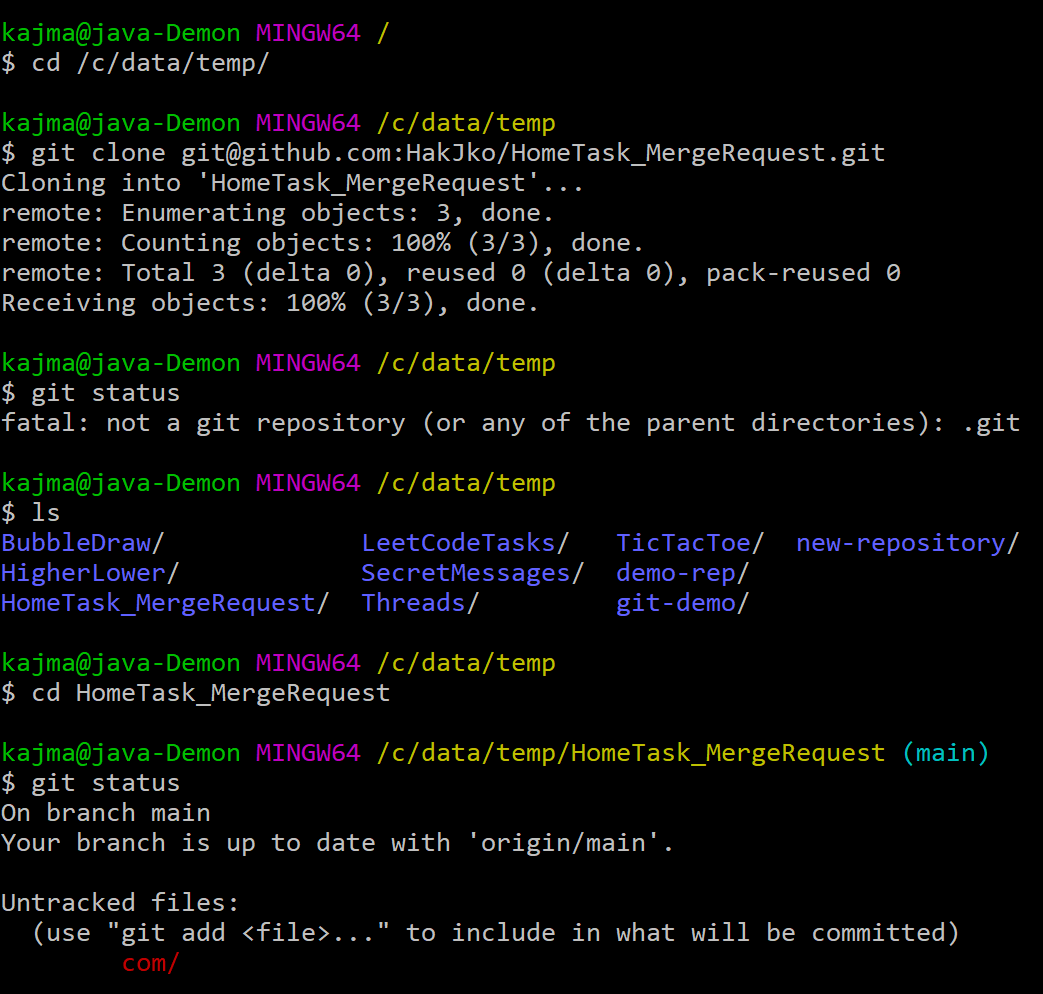 kajma@java-Demon MINGW64 /
$ cd /c/data/temp/
kajma@java-Demon MINGW64 /c/data/temp
$ git clone git@github.com:HakJko/HomeTask_MergeRequest.git
Cloning into 'HomeTask_MergeRequest'...
remote: Enumerating objects: 3, done.
remote: Counting objects: 100% (3/3), done.
remote: Total 3 (delta 0), reused 0 (delta 0), pack-reused 0
Receiving objects: 100% (3/3), done.
kajma@java-Demon MINGW64 /c/data/temp
$ git status
fatal: not a git repository (or any of the parent directories): .git
kajma@java-Demon MINGW64 /c/data/temp
$ ls
BubbleDraw/ LeetCodeTasks/ TicTacToe/ new-repository/
HigherLower/ SecretMessages/ demo-rep/
HomeTask_MergeRequest/ Threads/ git-demo/
kajma@java-Demon MINGW64 /c/data/temp
$ cd HomeTask_MergeRequest
kajma@java-Demon MINGW64 /c/data/temp/HomeTask_MergeRequest (main)
$ git status
On branch main
Your branch is up to date with 'origin/main'.
Untracked files:
(use "git add <file>..." to include in what will be committed)
com/